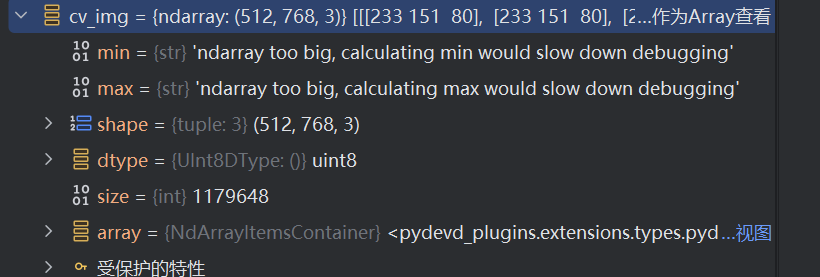 cv_img = {ndarray: (512, 768, 3)} [[[233 151  80],  [233 151  80],  [2...作为Array查看
min = {str} 'ndarray too big, calculating min would slow down debugging'
max = {str} 'ndarray too big, calculating max would slow down debugging'
shape = {tuple: 3} (512, 768, 3)
dtype = {UInt8DType: ()} uint8
size = {int} 1179648
array = {NdArrayItemsContainer} <pydevd_plugins.extensions.types.pyd...视图
受保护的特性